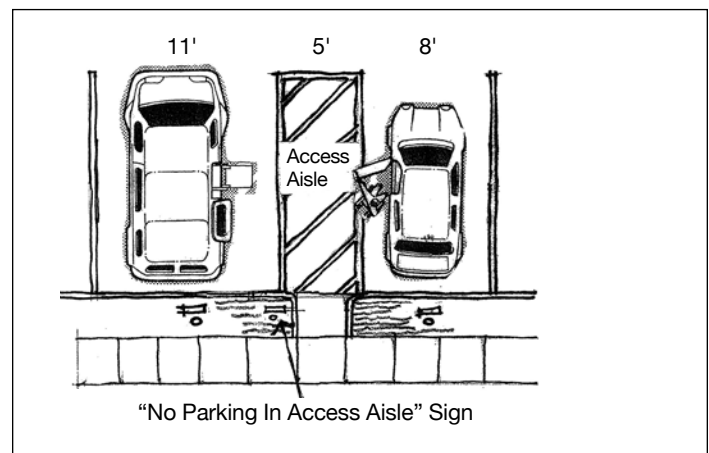 11' 5' 8'
Access
Aisle
“No Parking In Access Aisle” Sign